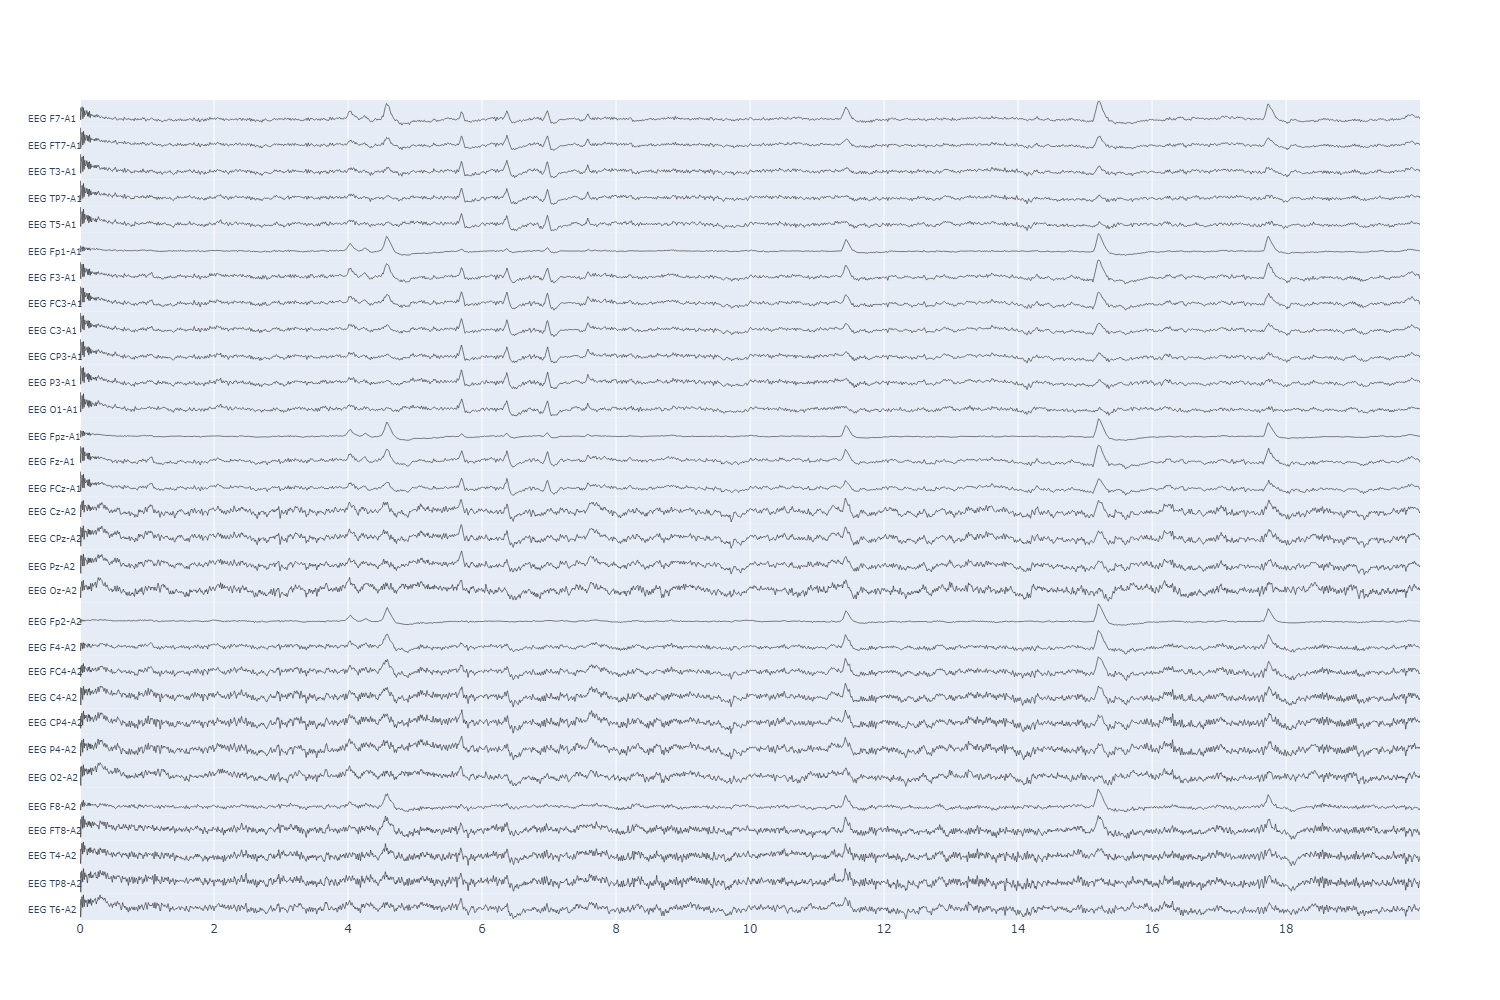 EEG F7-A1
EEG FT7-A1
EEG T3-A1
EEG TP7-A1
EEG T5-A1
EEG Fp1-A1
EEG F3-A1
EEG FC3-A1
EEG C3-A1
EEG CP3-A1
EEG P3-A1
EEG O1-A1
EEG Fpz-A1
EEG Fz-A1
EEG FCz-A1
EEG Cz-A2
EEG CPz-A2
EEG Pz-A2
EEG Oz-A2
EEG Fp2-A2
EEG F4-A2
EEG FC4-A2
EEG C4-A2
EEG CP4-A2
EEG P4-A2
EEG O2-A2
EEG F8-A2
EEG FT8-A2
EEG T4-A2
EEG TP8-A2
EEG T6-A2
0 2 4 6 8 10 12 14 16 18